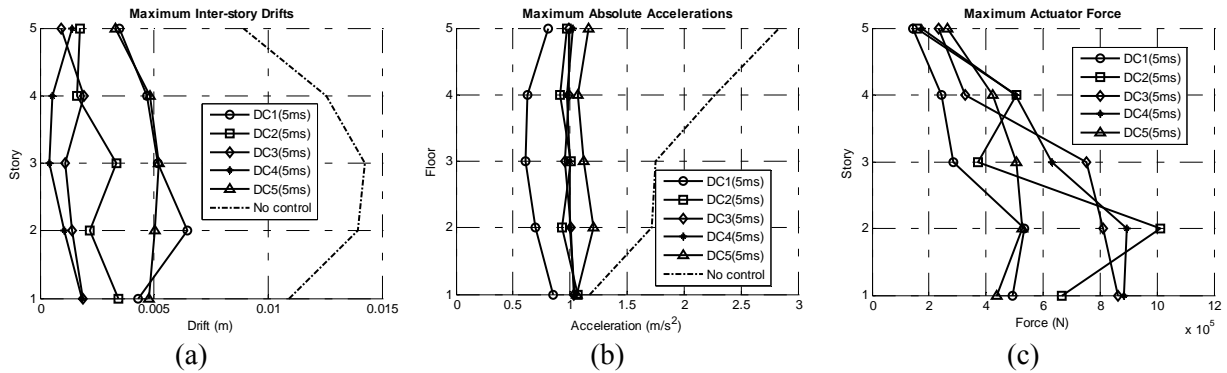 Maximum Inter-story Drifts
5
4
3
2
1
Story
0
0.005
0.01
0.015
Drift (m)
DC1(5ms)
DC2(5ms)
DC3(5ms)
DC4(5ms)
DC5(5ms)
No control
(a)
Maximum Absolute Accelerations
5
4
3
2
1
Floor
0
0.5
1
1.5
2
2.5
3
Acceleration (m/s²)
DC1(5ms)
DC2(5ms)
DC3(5ms)
DC4(5ms)
DC5(5ms)
No control
(b)
Maximum Actuator Force
5
4
3
2
1
Story
0
2
4
6
8
10
12
Force (N)
x 10⁵
DC1(5ms)
DC2(5ms)
DC3(5ms)
DC4(5ms)
DC5(5ms)
(c)